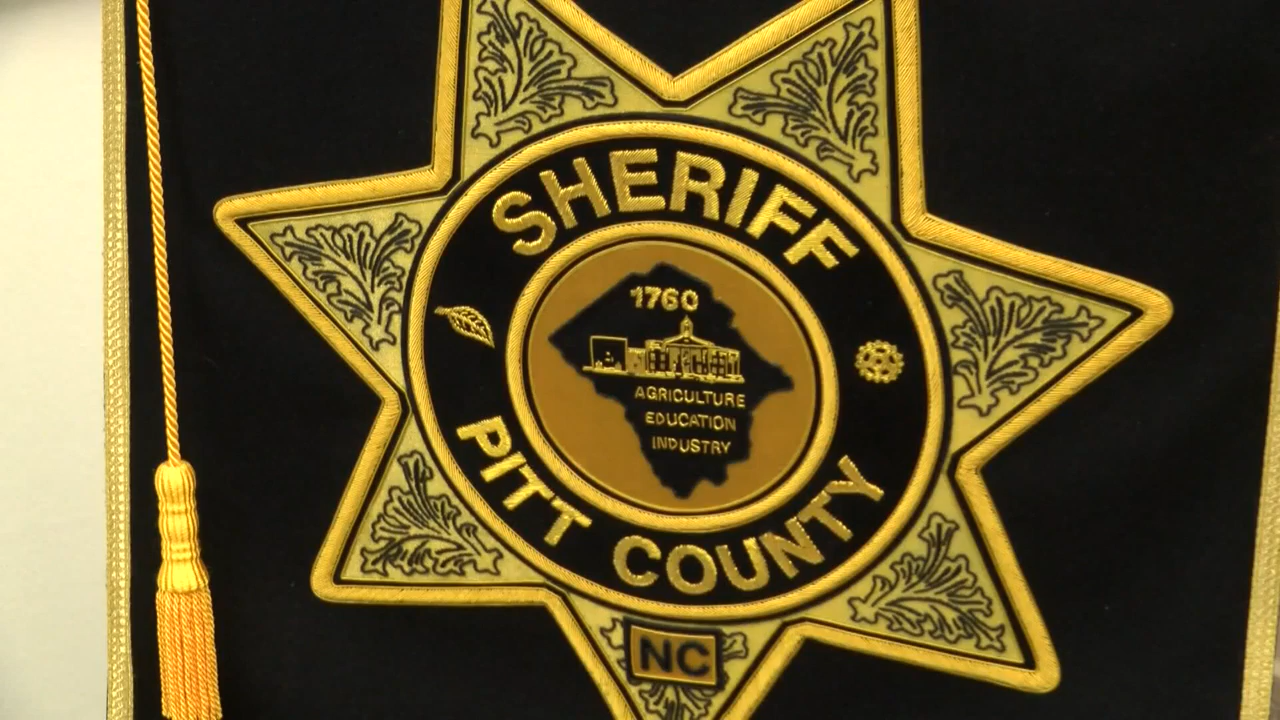 SHERIFF
1760
AGRICULTURE
EDUCATION
INDUSTRY
PITT COUNTY
NC